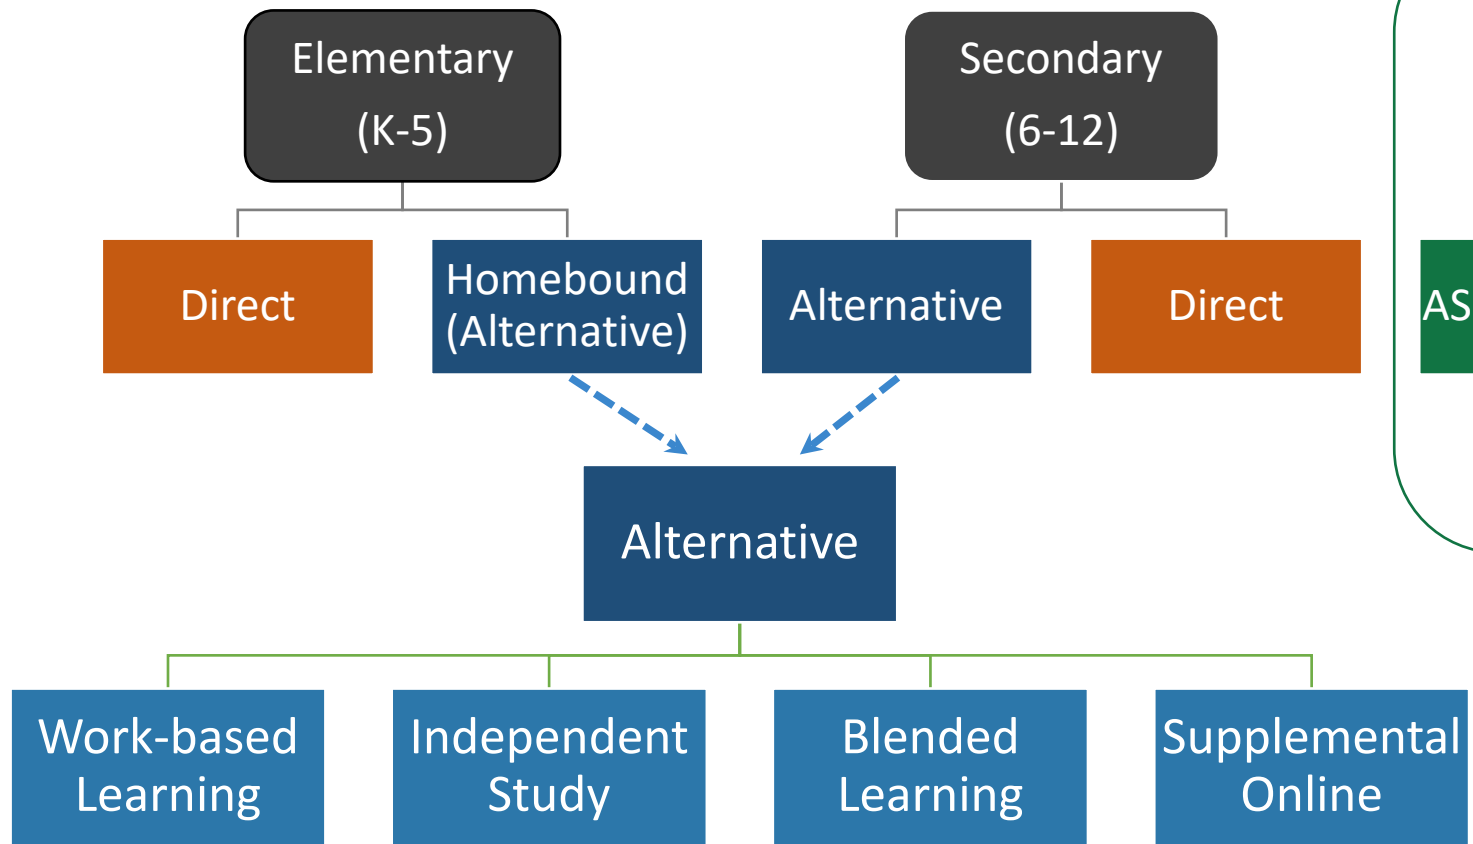 Elementary
(K-5)
Secondary
(6-12)
Direct
Homebound
(Alternative)
Alternative
Direct
AS
Alternative
Work-based
Learning
Independent
Study
Blended
Learning
Supplemental
Online